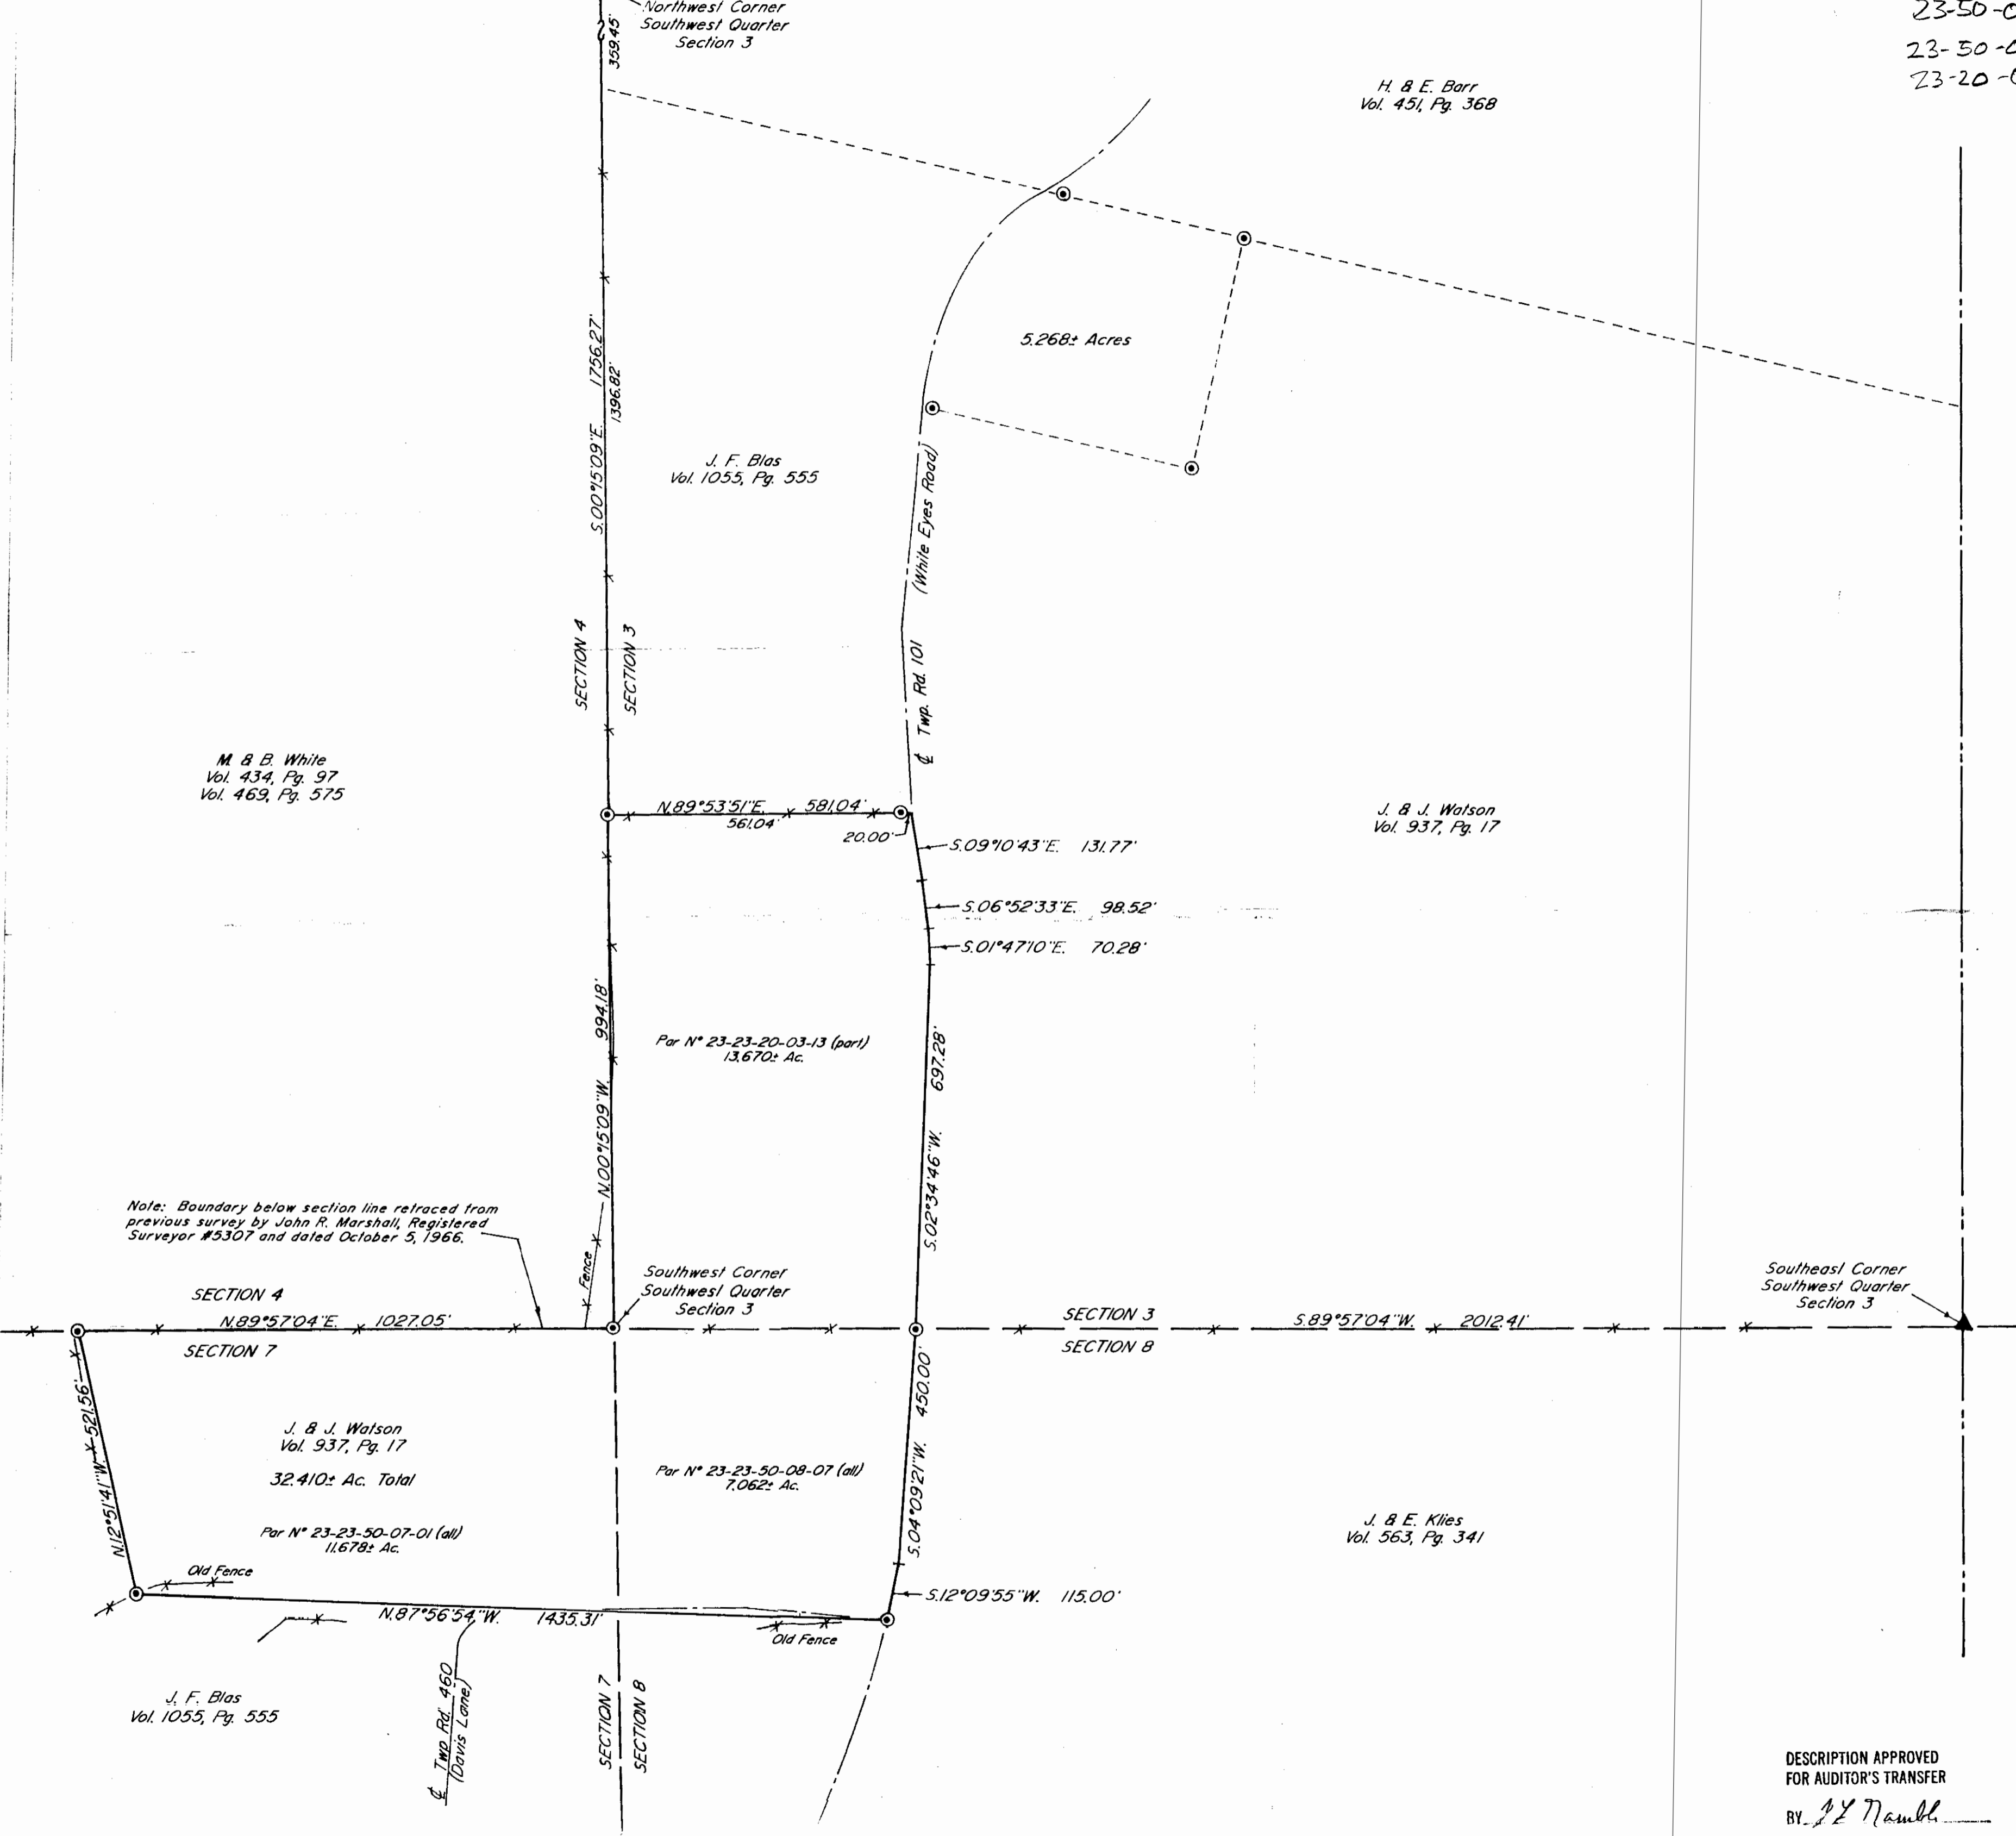 Northwest Corner
Southwest Quarter
Section 3
359.45'
23-50-0
23-50-0
23-20-0
H. & E. Barr
Vol. 451, Pg. 368
5.268± Acres
S.00°15'09"E. 1756.27'
1396.82'
J. F. Blas
Vol. 1055, Pg. 555
℄ Twp. Rd. 101 (White Eyes Road)
SECTION 4
SECTION 3
M. & B. White
Vol. 434, Pg. 97
Vol. 469, Pg. 575
N.89°53'51"E. 581.04'
561.04'
20.00'
J. & J. Watson
Vol. 937, Pg. 17
S.09°10'43"E. 131.77'
S.06°52'33"E. 98.52'
S.01°47'10"E. 70.28'
N.00°15'09"W. 994.18'
Par Nº 23-23-20-03-13 (part)
13.670± Ac.
S.02°34'46"W. 697.28'
Note: Boundary below section line retraced from
previous survey by John R. Marshall, Registered
Surveyor #5307 and dated October 5, 1966.
Fence
Southwest Corner
Southwest Quarter
Section 3
Southeast Corner
Southwest Quarter
Section 3
SECTION 4
N.89°57'04"E. 1027.05'
SECTION 7
SECTION 3
S.89°57'04"W. 2012.41'
SECTION 8
N.12°51'41"W. 521.56'
J. & J. Watson
Vol. 937, Pg. 17
32.410± Ac. Total
Par Nº 23-23-50-07-01 (all)
11.678± Ac.
Par Nº 23-23-50-08-07 (all)
7.062± Ac.
S.04°09'21"W. 450.00'
J. & E. Klies
Vol. 563, Pg. 341
Old Fence
S.12°09'55"W. 115.00'
N.87°56'54"W. 1435.31'
Old Fence
J. F. Blas
Vol. 1055, Pg. 555
℄ Twp. Rd. 460
(Davis Lane)
SECTION 7
SECTION 8
DESCRIPTION APPROVED
FOR AUDITOR'S TRANSFER
BY